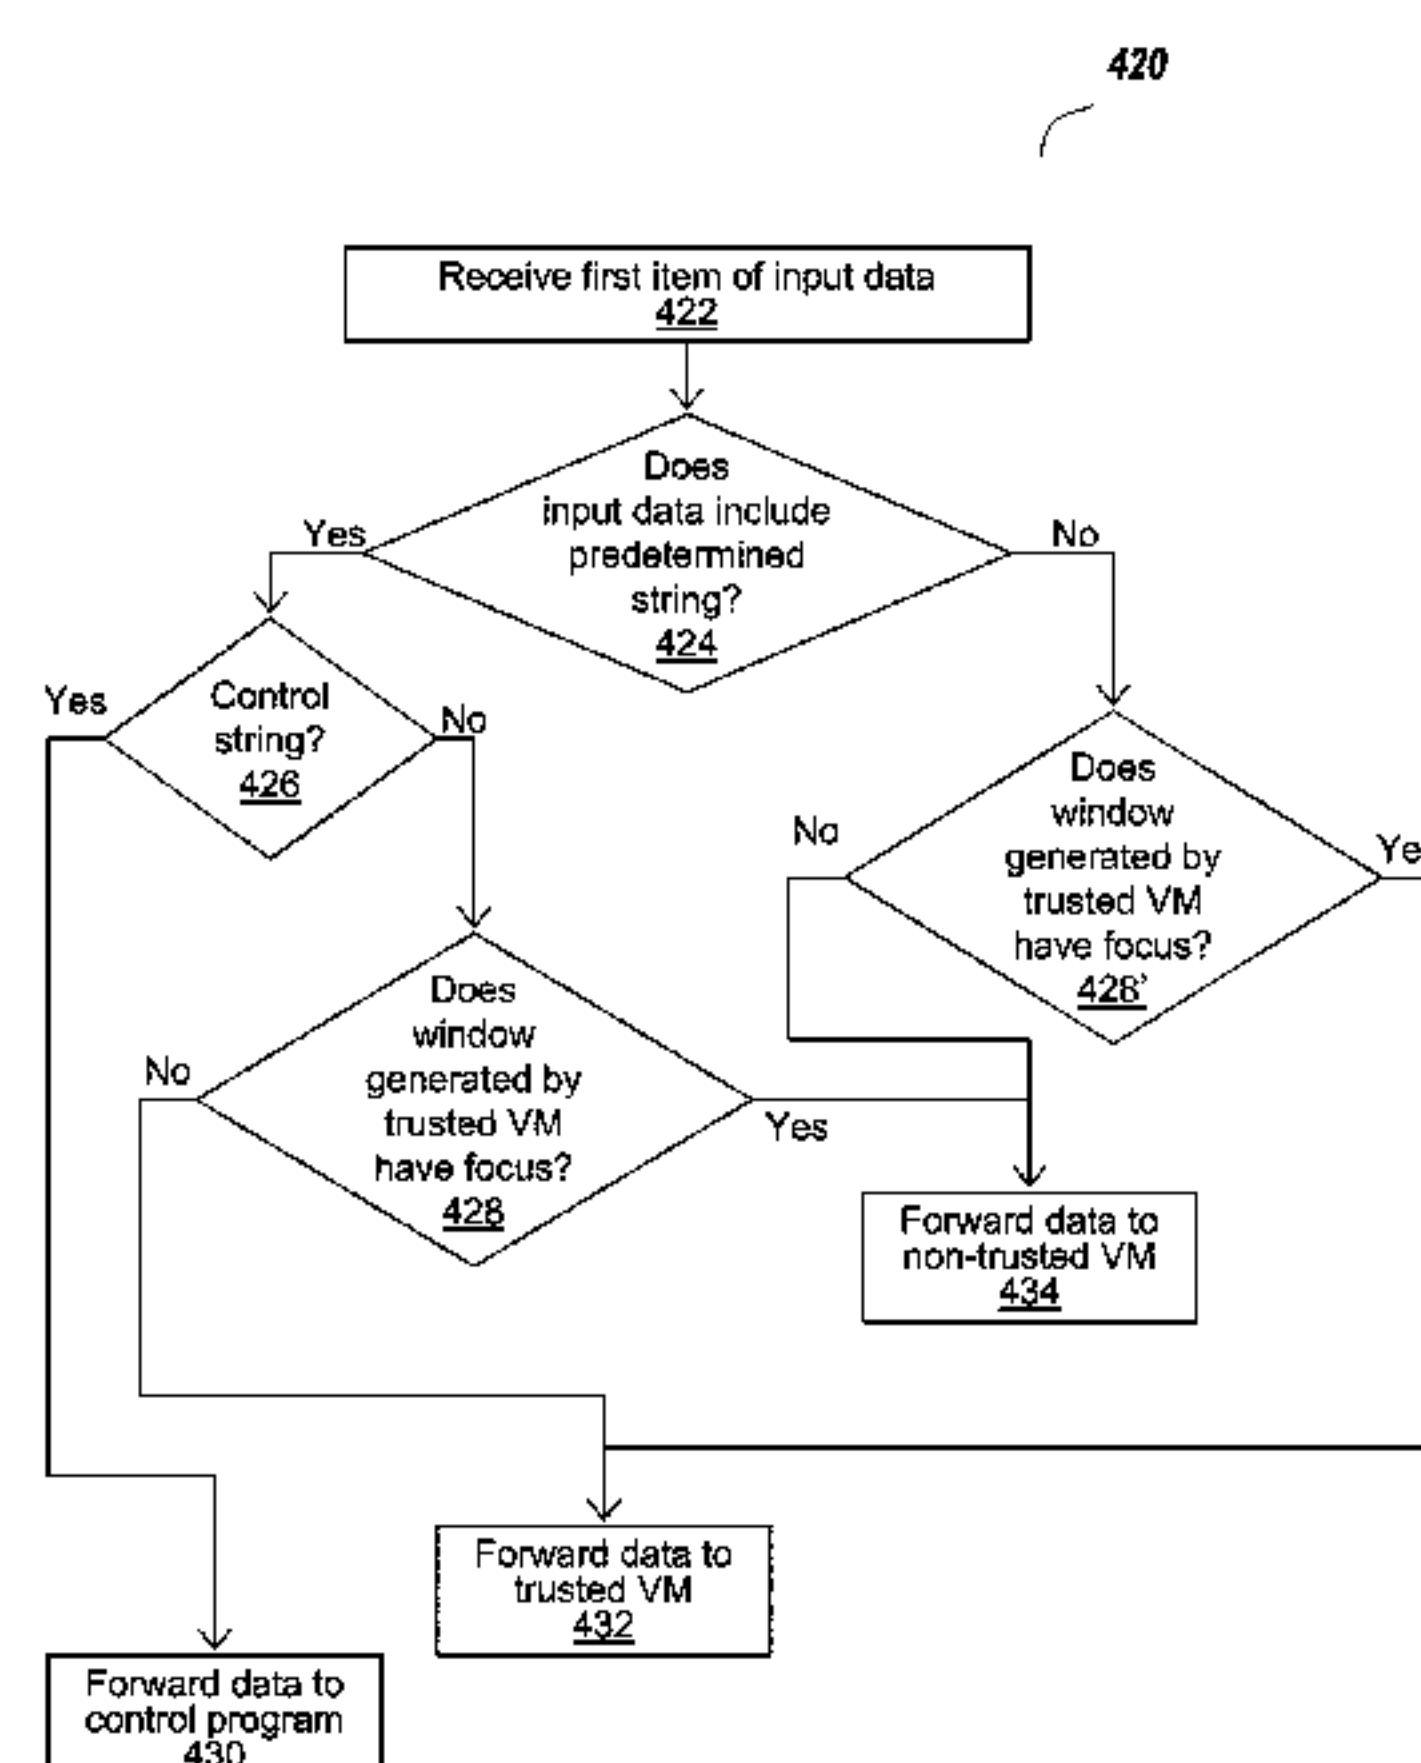 420
Receive first item of input data
422
Does
input data include
predetermined
string?
424
Yes
No
Control
string?
426
Yes
No
Does
window
generated by
trusted VM
have focus?
428'
No
Ye
Does
window
generated by
trusted VM
have focus?
428
No
Yes
Forward data to
non-trusted VM
434
Forward data to
trusted VM
432
Forward data to
control program
430